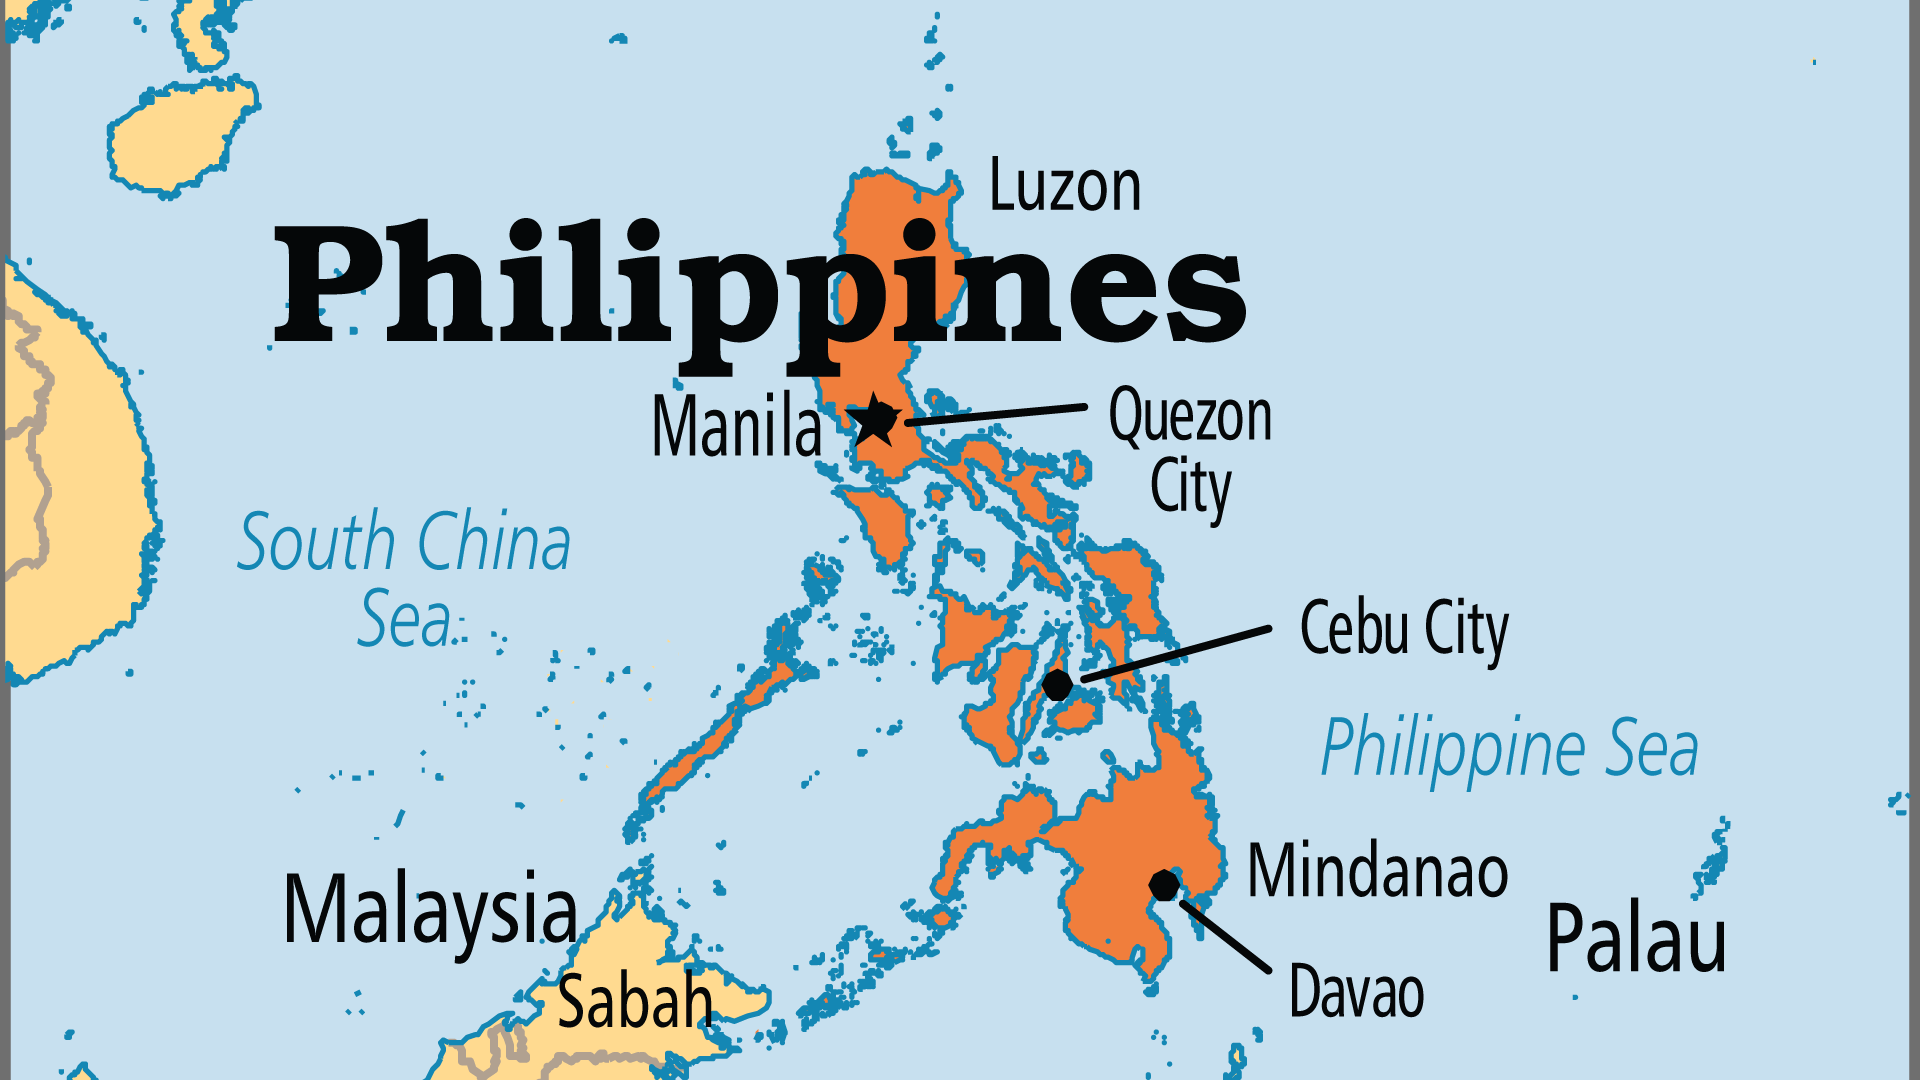 Luzon
Philippines
Manila
Quezon
City
South China
Sea
Cebu City
Philippine Sea
Malaysia
Mindanao
Palau
Sabah
Davao